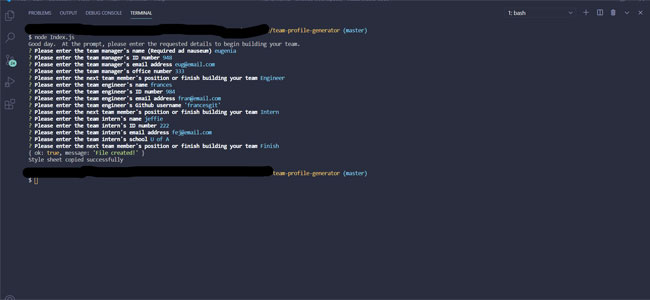 PROBLEMS OUTPUT DEBUG CONSOLE TERMINAL 1: bash
/team-profile-generator (master)
$ node Index.js
Good day. At the prompt, please enter the requested details to begin building your team.
? Please enter the team manager's name (Required ad nauseum) eugenia
? Please enter the team manager's ID number 948
? Please enter the team manager's email address eug@email.com
? Please enter the team manager's office number 333
? Please enter the next team member's position or finish building your team Engineer
? Please enter the team engineer's name frances
? Please enter the team engineer's ID number 984
? Please enter the team engineer's email address fran@email.com
? Please enter the team engineer's Github username 'francesgit'
? Please enter the next team member's position or finish building your team Intern
? Please enter the team intern's name jeffie
? Please enter the team intern's ID number 222
? Please enter the team intern's email address fej@email.com
? Please enter the team intern's school U of A
? Please enter the next team member's position or finish building your team Finish
{ ok: true, message: 'File created!' }
Style sheet copied successfully
/team-profile-generator (master)
$